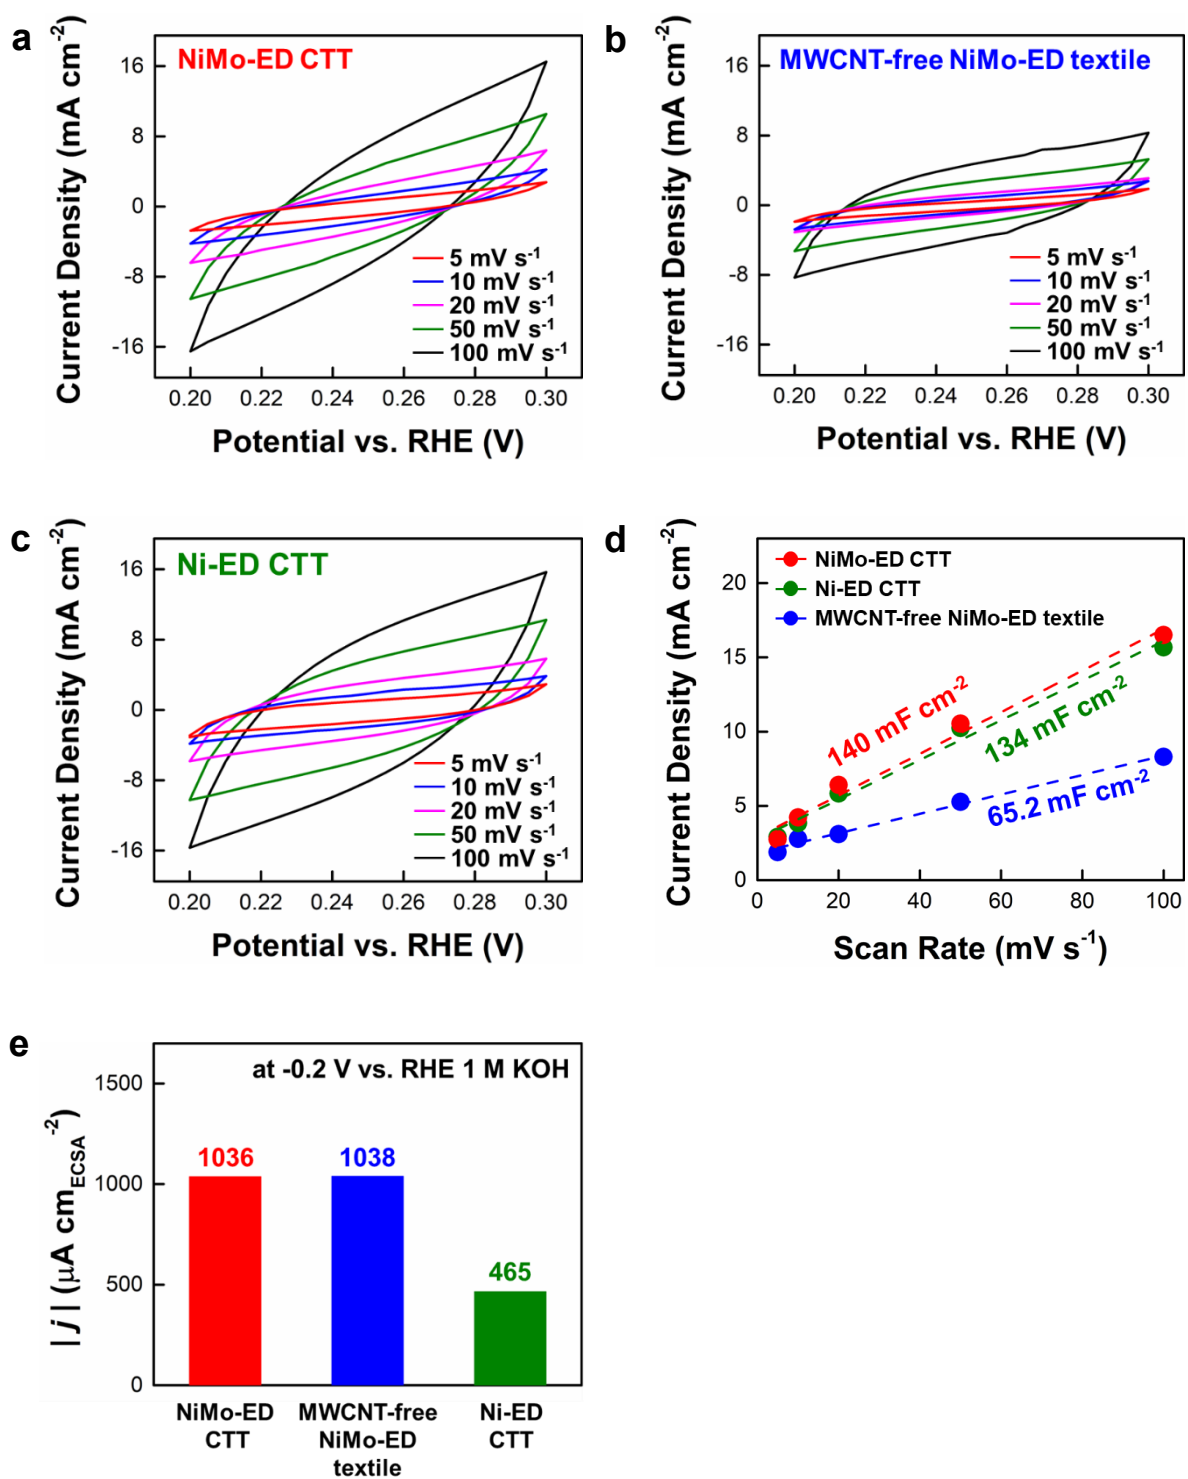 a
NiMo-ED CTT
Current Density (mA cm-2)
16
8
0
-8
-16
5 mV s-1
10 mV s-1
20 mV s-1
50 mV s-1
100 mV s-1
0.20 0.22 0.24 0.26 0.28 0.30
Potential vs. RHE (V)
b
MWCNT-free NiMo-ED textile
Current Density (mA cm-2)
16
8
0
-8
-16
5 mV s-1
10 mV s-1
20 mV s-1
50 mV s-1
100 mV s-1
0.20 0.22 0.24 0.26 0.28 0.30
Potential vs. RHE (V)
c
Ni-ED CTT
Current Density (mA cm-2)
16
8
0
-8
-16
5 mV s-1
10 mV s-1
20 mV s-1
50 mV s-1
100 mV s-1
0.20 0.22 0.24 0.26 0.28 0.30
Potential vs. RHE (V)
d
NiMo-ED CTT
Ni-ED CTT
MWCNT-free NiMo-ED textile
Current Density (mA cm-2)
20
15
10
5
0
140 mF cm-2
134 mF cm-2
65.2 mF cm-2
0 20 40 60 80 100
Scan Rate (mV s-1)
e
at -0.2 V vs. RHE 1 M KOH
| j | (μA cmECSA-2)
1500
1000
500
0
1036
1038
465
NiMo-ED
CTT
MWCNT-free
NiMo-ED
textile
Ni-ED
CTT